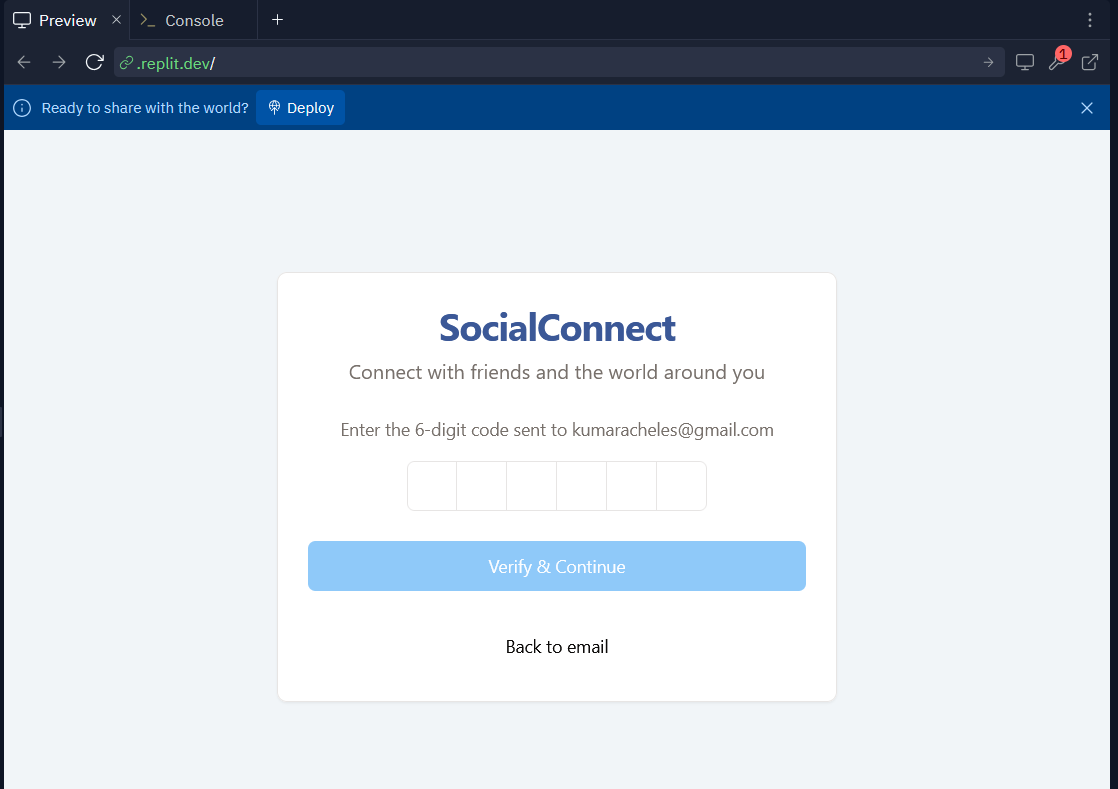 Preview
Console
.replit.dev/
1
Ready to share with the world?
Deploy
SocialConnect
Connect with friends and the world around you
Enter the 6-digit code sent to kumaracheles@gmail.com
Verify & Continue
Back to email